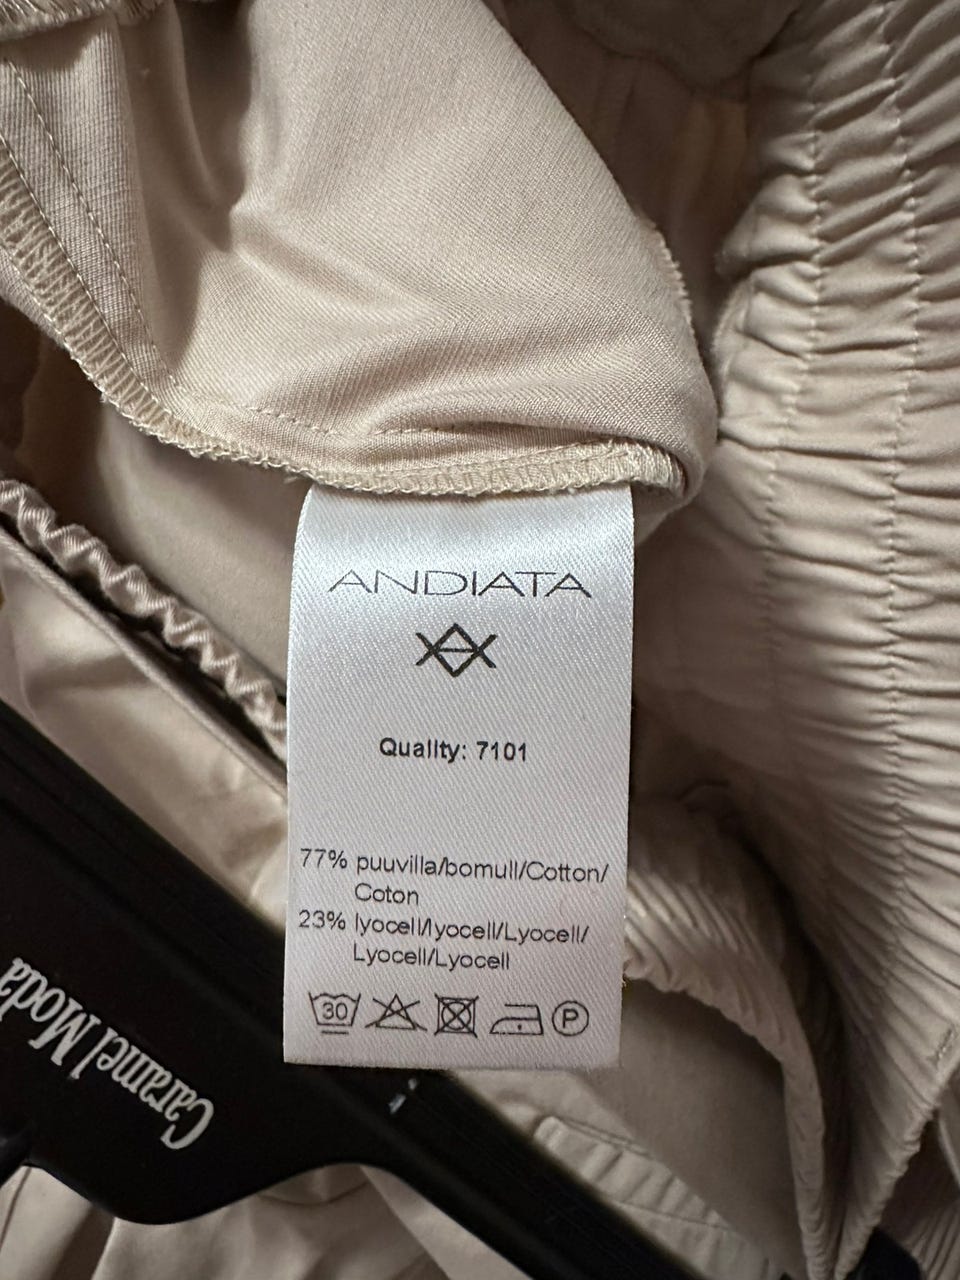 ANDIATA
Quality: 7101
77% puuvilla/bomull/Cotton/
Coton
23% lyocell/lyocell/Lyocell/
Lyocell/Lyocell
30
P
Caramel Moda